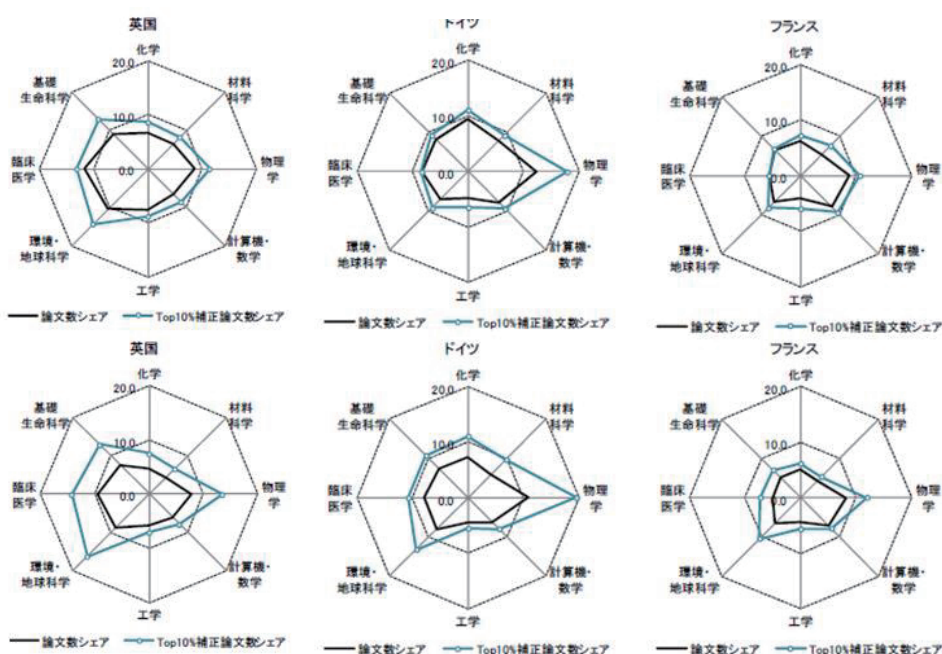 英国
化学
20.0
材料
科学
10.0
物理
学
0.0
計算機・
数学
工学
環境・
地球科学
臨床
医学
基礎
生命科学
論文数シェア
Top10%補正論文数シェア
ドイツ
化学
20.0
材料
科学
10.0
物理
学
0.0
計算機・
数学
工学
環境・
地球科学
臨床
医学
基礎
生命科学
論文数シェア
Top10%補正論文数シェア
フランス
化学
20.0
材料
科学
10.0
物理
学
0.0
計算機・
数学
工学
環境・
地球科学
臨床
医学
基礎
生命科学
論文数シェア
Top10%補正論文数シェア
英国
化学
20.0
材料
科学
10.0
物理
学
0.0
計算機・
数学
工学
環境・
地球科学
臨床
医学
基礎
生命科学
論文数シェア
Top10%補正論文数シェア
ドイツ
化学
20.0
材料
科学
10.0
物理
学
0.0
計算機・
数学
工学
環境・
地球科学
臨床
医学
基礎
生命科学
論文数シェア
Top10%補正論文数シェア
フランス
化学
20.0
材料
科学
10.0
物理
学
0.0
計算機・
数学
工学
環境・
地球科学
臨床
医学
基礎
生命科学
論文数シェア
Top10%補正論文数シェア